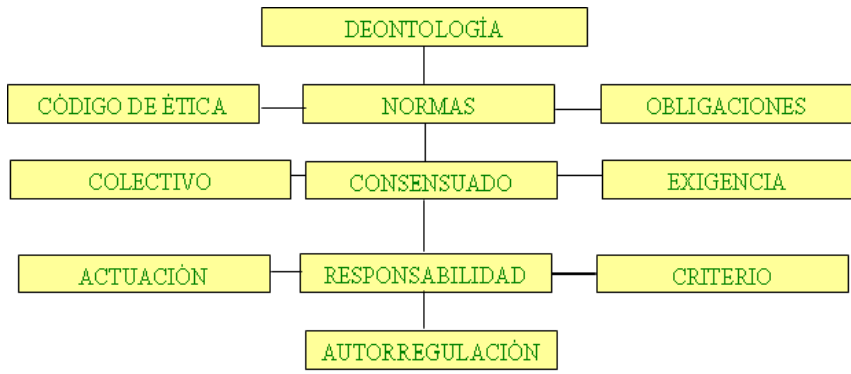 DEONTOLOGÍA
CÓDIGO DE ÉTICA
NORMAS
OBLIGACIONES
COLECTIVO
CONSENSUADO
EXIGENCIA
ACTUACIÓN
RESPONSABILIDAD
CRITERIO
AUTORREGULACIÓN